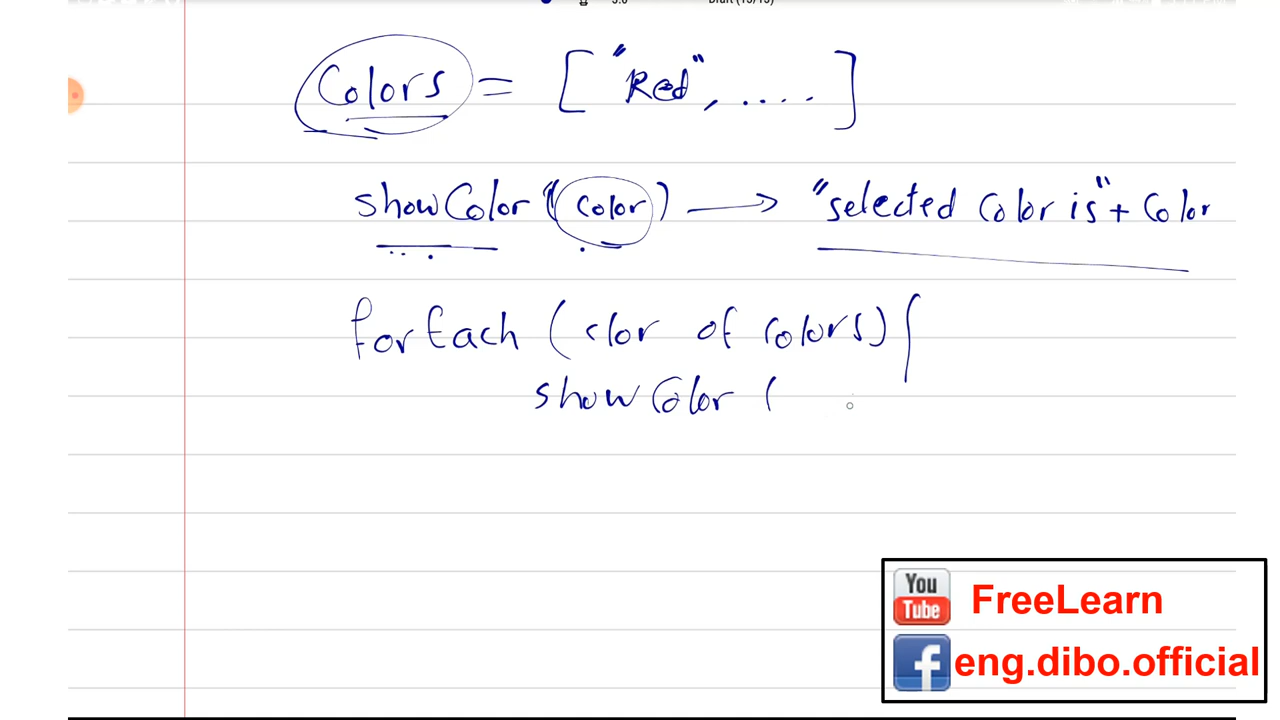 Colors = ["Red", ....]
showColor (color) → "selected Color is" + Color
forEach (clor of colors) {
showColor (
You
Tube
FreeLearn
eng.dibo.official